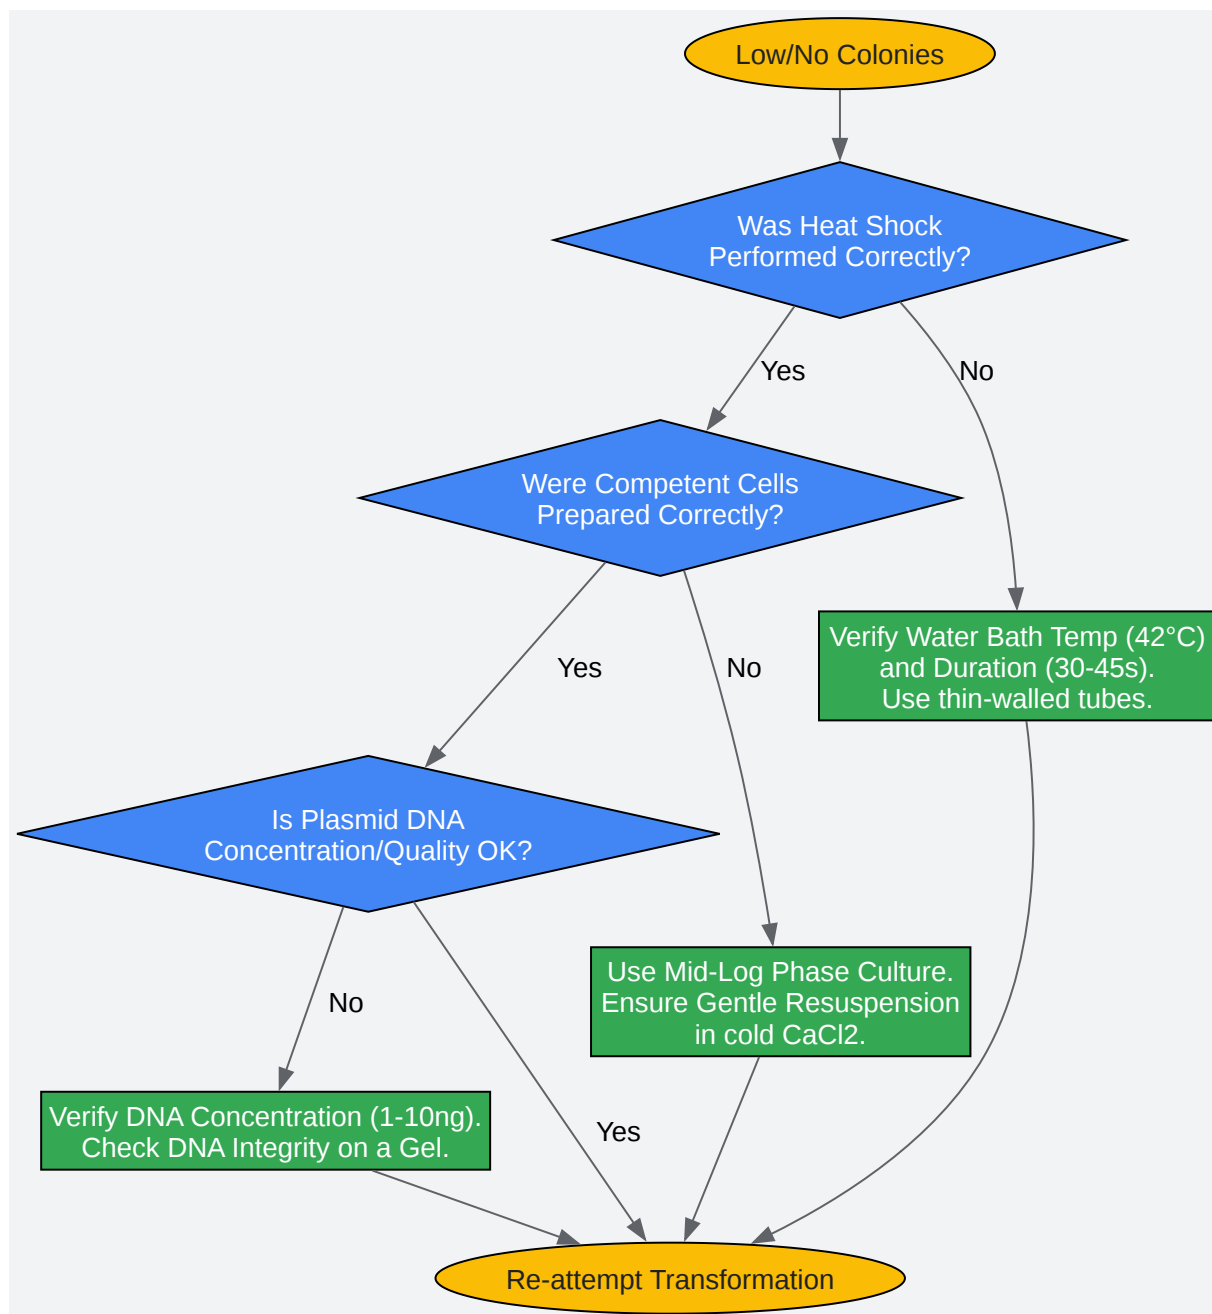 Low/No Colonies
Was Heat Shock
Performed Correctly?
Yes
No
Were Competent Cells
Prepared Correctly?
Verify Water Bath Temp (42°C)
and Duration (30-45s).
Use thin-walled tubes.
Yes
No
Is Plasmid DNA
Concentration/Quality OK?
Use Mid-Log Phase Culture.
Ensure Gentle Resuspension
in cold CaCl2.
No
Yes
Verify DNA Concentration (1-10ng).
Check DNA Integrity on a Gel.
Re-attempt Transformation